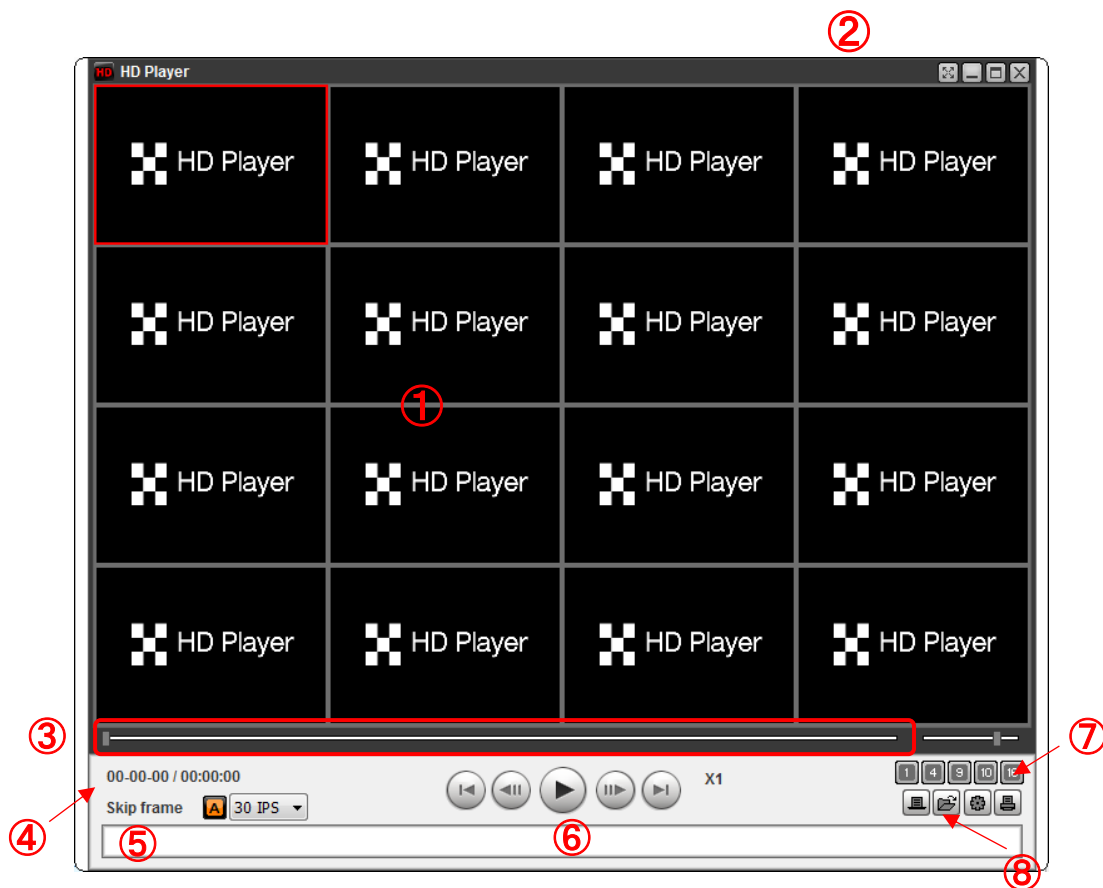 ②
HD HD Player
HD Player HD Player HD Player HD Player
HD Player HD Player HD Player HD Player
①
HD Player HD Player HD Player HD Player
HD Player HD Player HD Player HD Player
③
⑦
00-00-00 / 00:00:00 X1 1 4 9 10 16
④ Skip frame A 30 IPS
⑤ ⑥
⑧